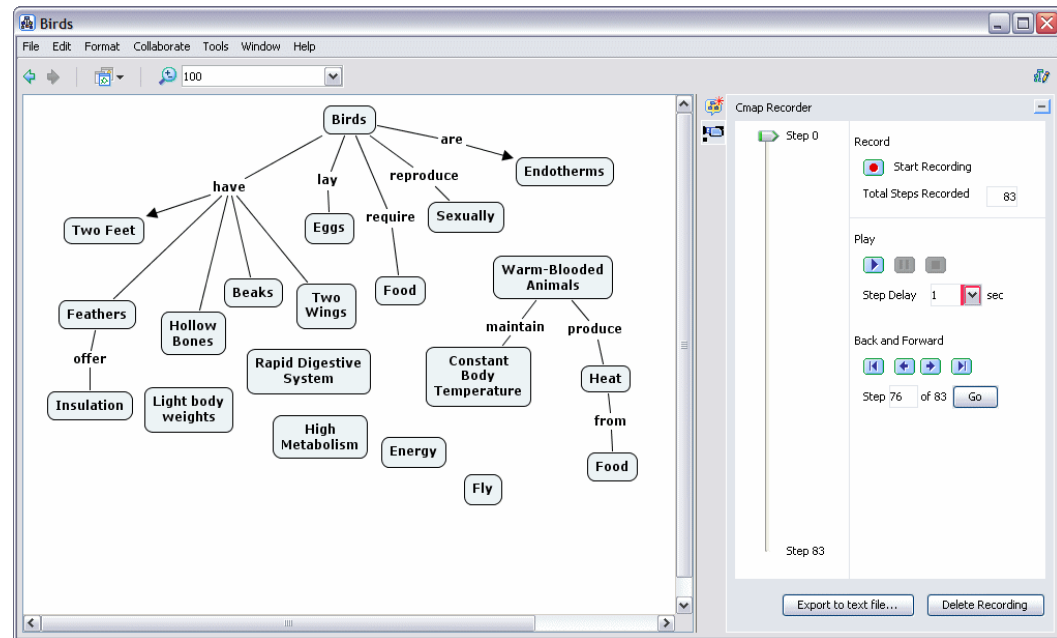 Birds
File Edit Format Collaborate Tools Window Help
100
Birds
are
Endotherms
have
lay
reproduce
Sexually
require
Two Feet
Eggs
Warm-Blooded
Animals
Beaks
Two
Wings
Food
Feathers
Hollow
Bones
maintain
produce
offer
Rapid Digestive
System
Constant
Body
Temperature
Heat
Insulation
Light body
weights
from
High
Metabolism
Energy
Food
Fly
Cmap Recorder
Step 0
Step 83
Record
Start Recording
Total Steps Recorded 83
Play
Step Delay 1 sec
Back and Forward
Step 76 of 83 Go
Export to text file... Delete Recording